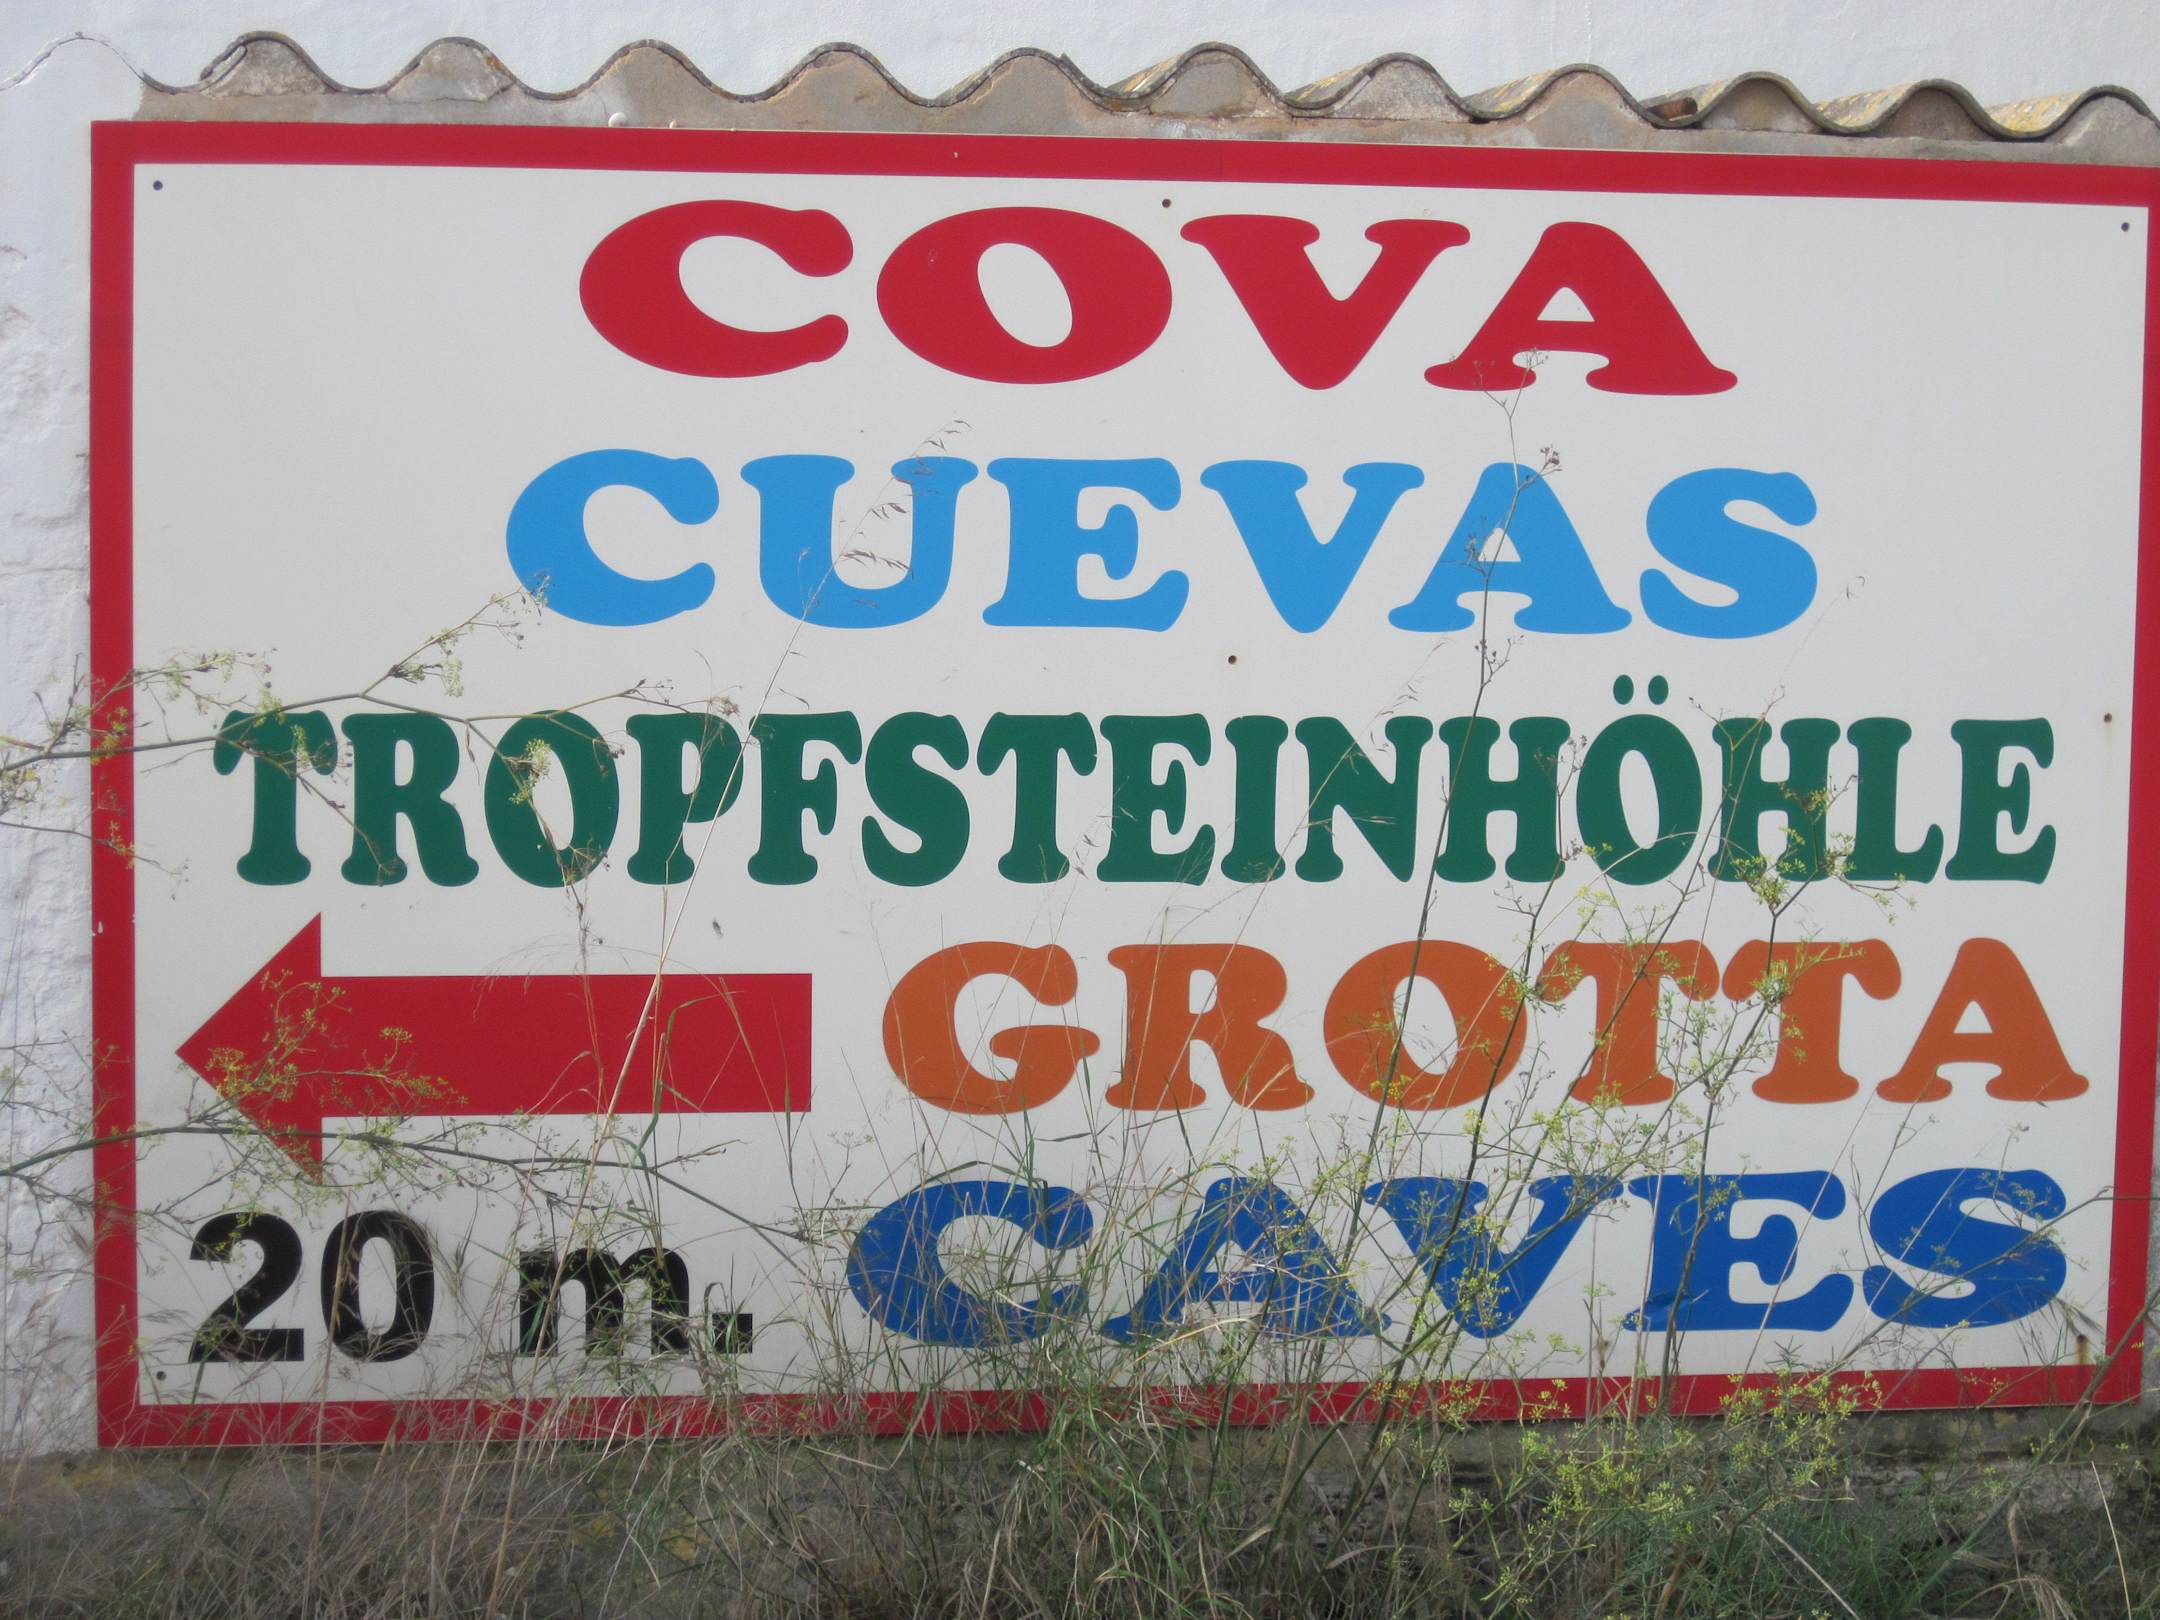 COVA
CUEVAS
TROPFSTEINHÖHLE
GROTTA
20 m. CAVES